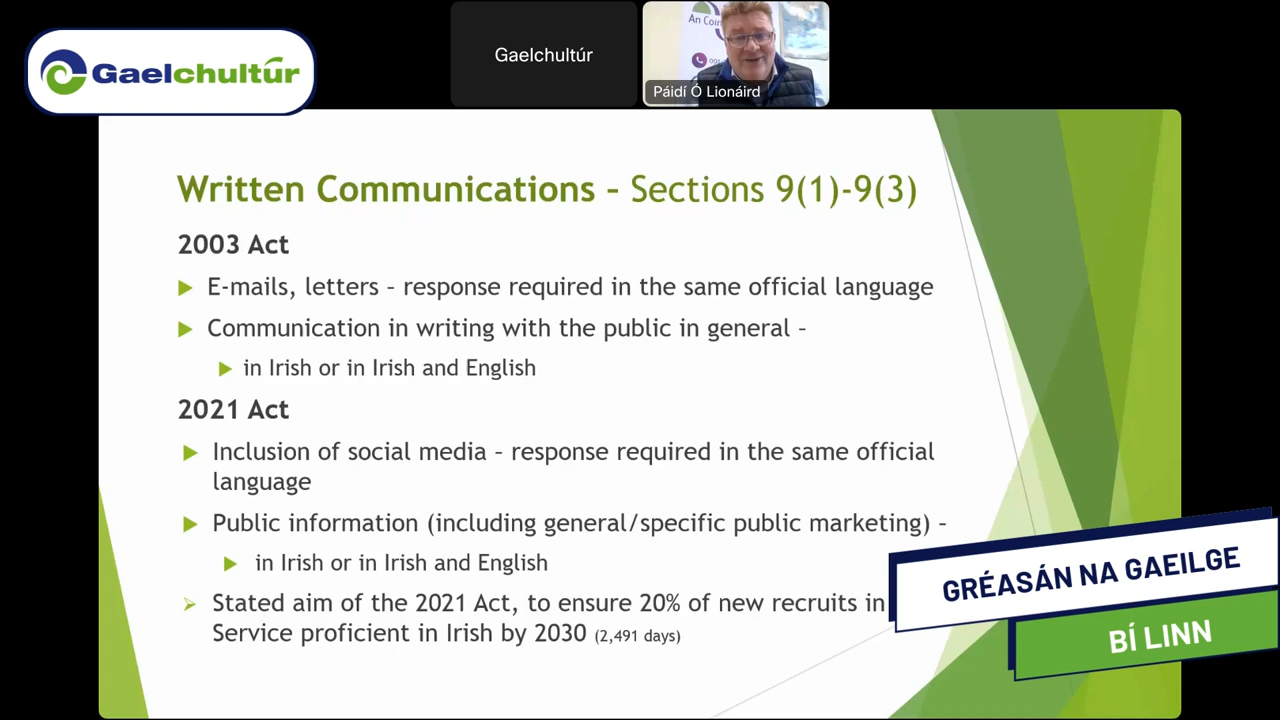 Gaelchultúr
Gaelchultúr
An Coi
Páidí Ó Lionáird
Written Communications – Sections 9(1)-9(3)
2003 Act
E-mails, letters – response required in the same official language
Communication in writing with the public in general –
in Irish or in Irish and English
2021 Act
Inclusion of social media – response required in the same official
language
Public information (including general/specific public marketing) –
in Irish or in Irish and English
Stated aim of the 2021 Act, to ensure 20% of new recruits in
Service proficient in Irish by 2030 (2,491 days)
GRÉASÁN NA GAEILGE
BÍ LINN